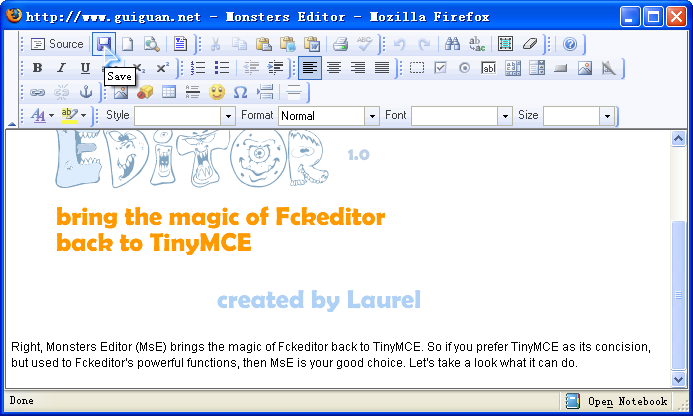 http://www.guiguan.net - Monsters Editor - Mozilla Firefox
Source
B I U
Save
Style Format Normal Font Size
EDiTOR 1.0
bring the magic of Fckeditor
back to TinyMCE
created by Laurel
Right, Monsters Editor (MsE) brings the magic of Fckeditor back to TinyMCE. So if you prefer TinyMCE as its concision,
but used to Fckeditor's powerful functions, then MsE is your good choice. Let's take a look what it can do.
Done Open Notebook